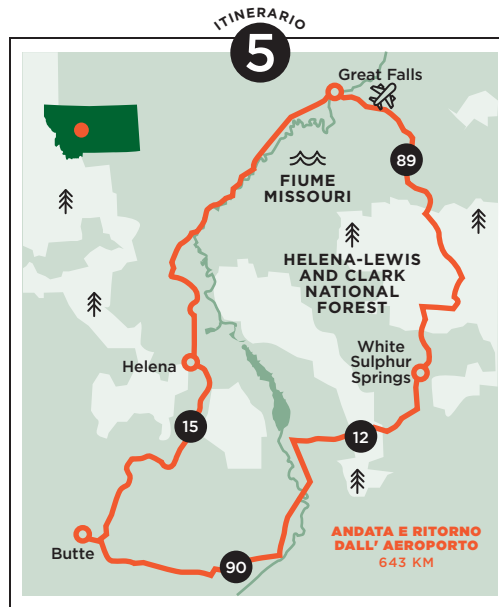 ITINERARIO
5
Great Falls
89
FIUME
MISSOURI
HELENA-LEWIS
AND CLARK
NATIONAL
FOREST
White
Sulphur
Springs
Helena
15
12
Butte
90
ANDATA E RITORNO
DALL' AEROPORTO
643 KM